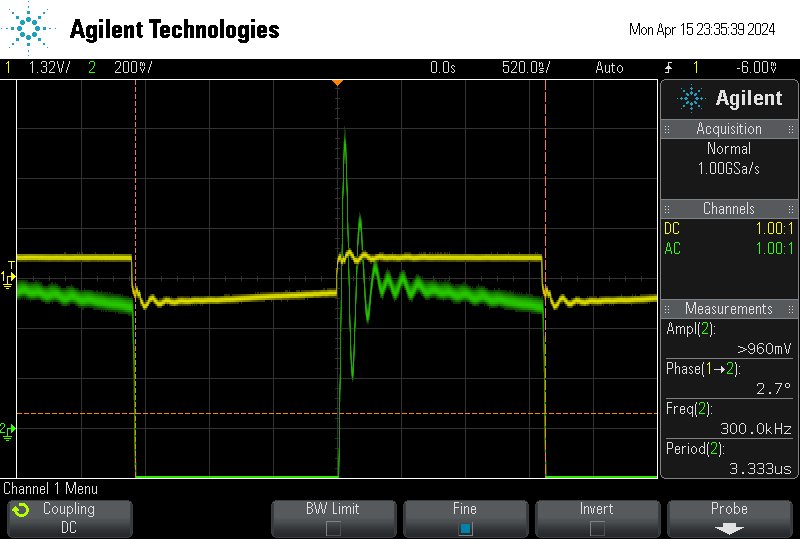 Agilent Technologies
Mon Apr 15 23:35:39 2024
1 1.32V/ 2 200mV/ 0.0s 520.0ns/ Auto 1 -6.00mV
Agilent
Acquisition
Normal
1.00GSa/s
Channels
DC 1.00:1
AC 1.00:1
Measurements
Ampl(2):
>960mV
Phase(1→2):
2.7°
Freq(2):
300.0kHz
Period(2):
3.333us
T
1
2
Channel 1 Menu
Coupling
DC
BW Limit
Fine
Invert
Probe